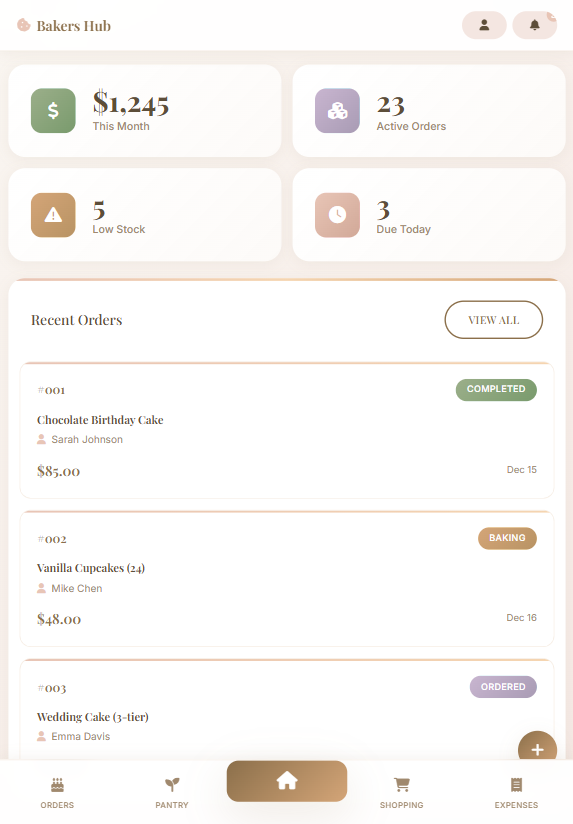 Bakers Hub
$1,245
This Month
23
Active Orders
5
Low Stock
3
Due Today
Recent Orders
VIEW ALL
#001
COMPLETED
Chocolate Birthday Cake
Sarah Johnson
$85.00
Dec 15
#002
BAKING
Vanilla Cupcakes (24)
Mike Chen
$48.00
Dec 16
#003
ORDERED
Wedding Cake (3-tier)
Emma Davis
ORDERS
PANTRY
SHOPPING
EXPENSES